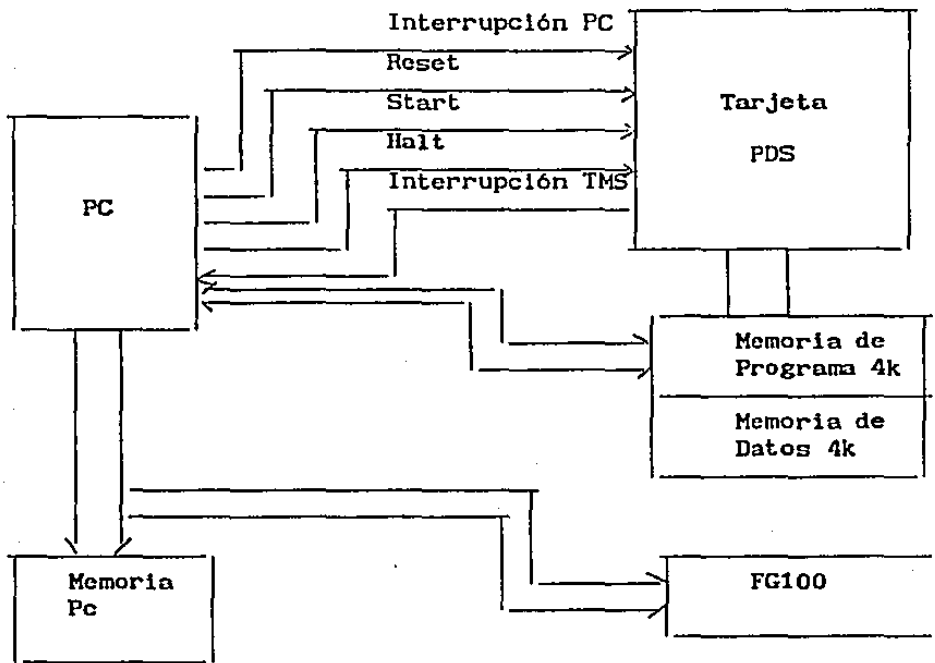 Interrupción PC
Reset
Start
Halt
Interrupción TMS
Tarjeta
PDS
PC
Memoria de
Programa 4k
Memoria de
Datos 4k
Memoria
Pc
FG100